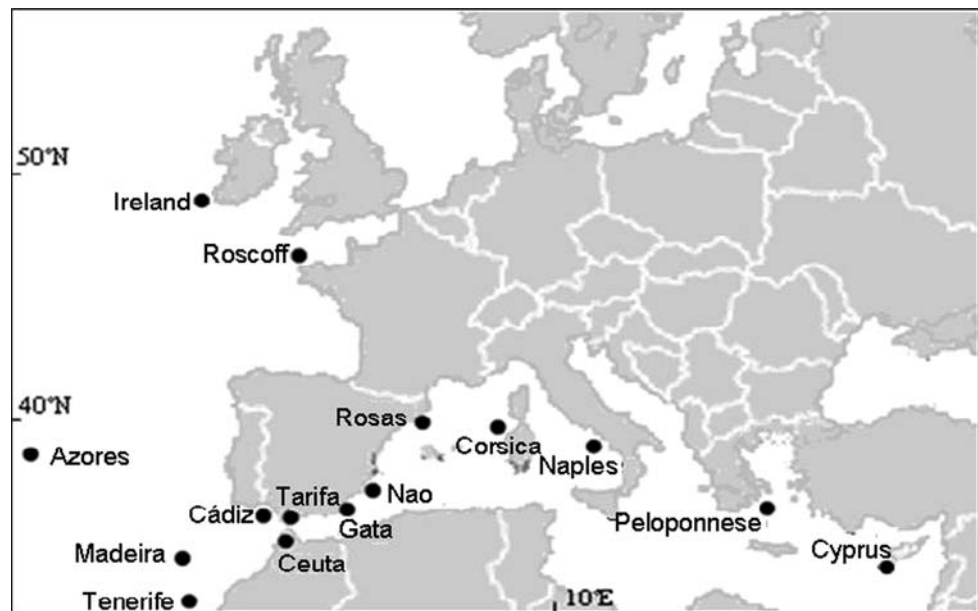 50°N
Ireland
Roscoff
40°N
Rosas
Corsica
Azores
Naples
Nao
Tarifa
Cádiz
Gata
Peloponnese
Madeira
Ceuta
Cyprus
Tenerife
10°E